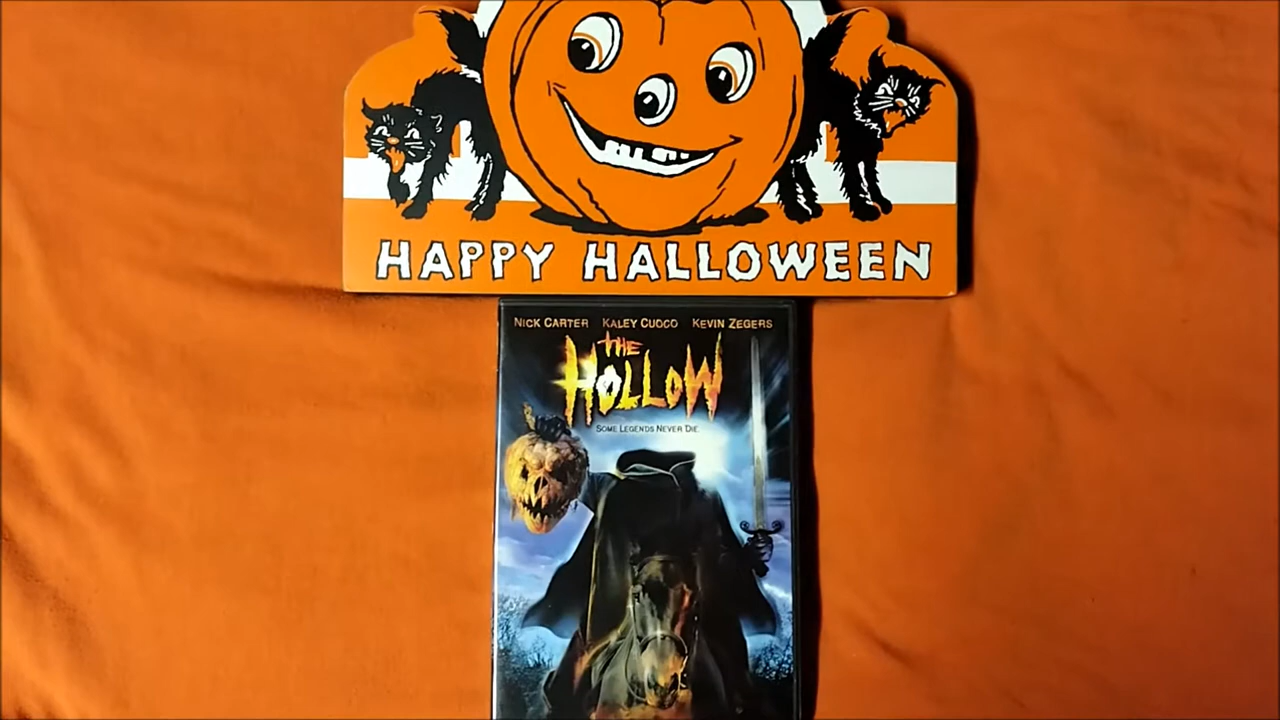 HAPPY HALLOWEEN
NICK CARTER KALEY CUOCO KEVIN ZEGERS
THE
HOLLOW
SOME LEGENDS NEVER DIE.